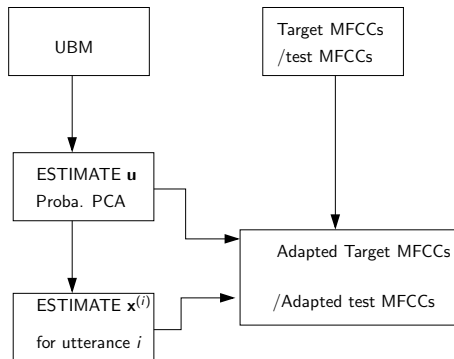 UBM
Target MFCCs
/test MFCCs
ESTIMATE u
Proba. PCA
Adapted Target MFCCs
/Adapted test MFCCs
ESTIMATE x^(i)
for utterance i